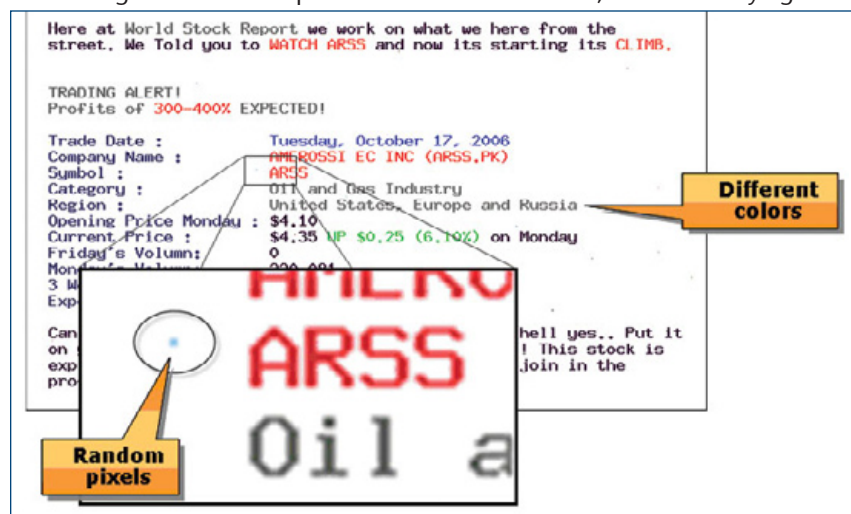 Here at World Stock Report we work on what we here from the
street. We Told you to WATCH ARSS and now its starting its CLIMB.
TRADING ALERT!
Profits of 300-400% EXPECTED!
Trade Date : Tuesday, October 17, 2006
Company Name : AMEROSSI EC INC (ARSS.PK)
Symbol : ARSS
Category : Oil and Gas Industry
Region : United States, Europe and Russia
Opening Price Monday : $4.10
Current Price : $4.35 UP $0.25 (6.10%) on Monday
Friday's Volumn: 0
Different
colors
ARSS
Oil a
hell yes.. Put it
! This stock is
join in the
Random
pixels